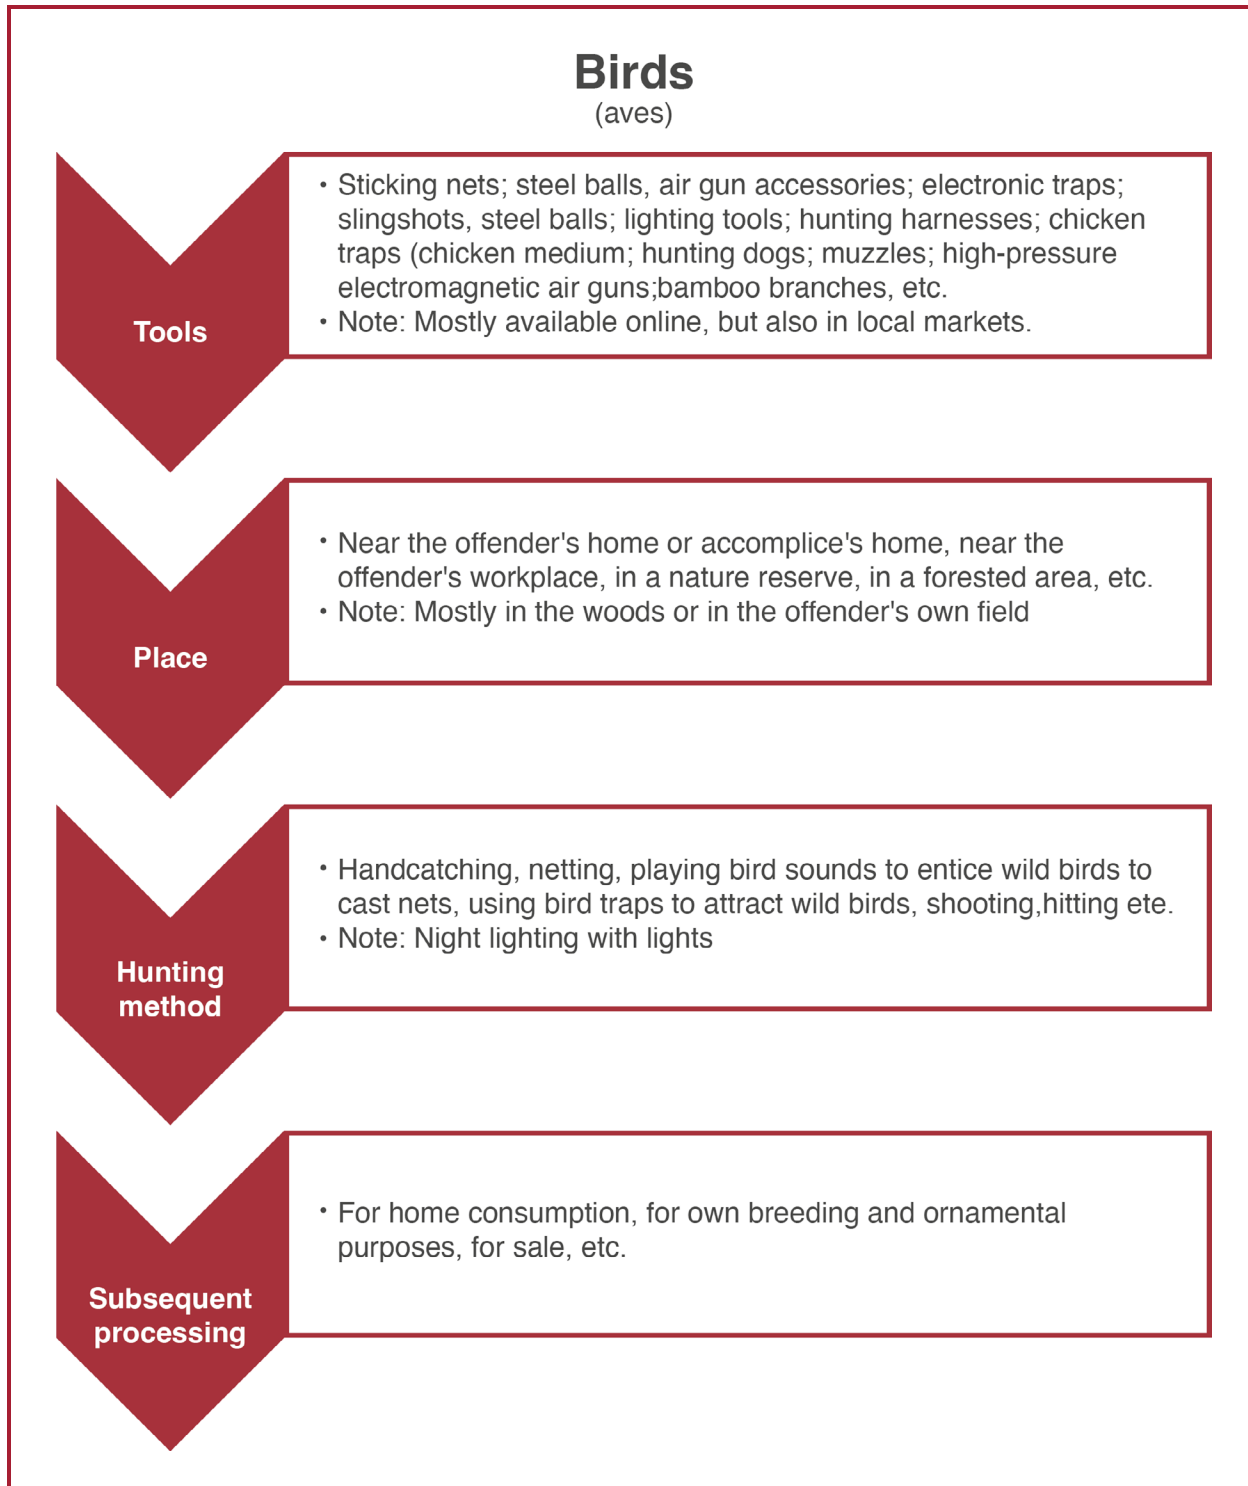 Birds
(aves)
Tools
• Sticking nets; steel balls, air gun accessories; electronic traps;
slingshots, steel balls; lighting tools; hunting harnesses; chicken
traps (chicken medium; hunting dogs; muzzles; high-pressure
electromagnetic air guns;bamboo branches, etc.
• Note: Mostly available online, but also in local markets.
Place
• Near the offender's home or accomplice's home, near the
offender's workplace, in a nature reserve, in a forested area, etc.
• Note: Mostly in the woods or in the offender's own field
Hunting
method
• Handcatching, netting, playing bird sounds to entice wild birds to
cast nets, using bird traps to attract wild birds, shooting,hitting ete.
• Note: Night lighting with lights
Subsequent
processing
• For home consumption, for own breeding and ornamental
purposes, for sale, etc.